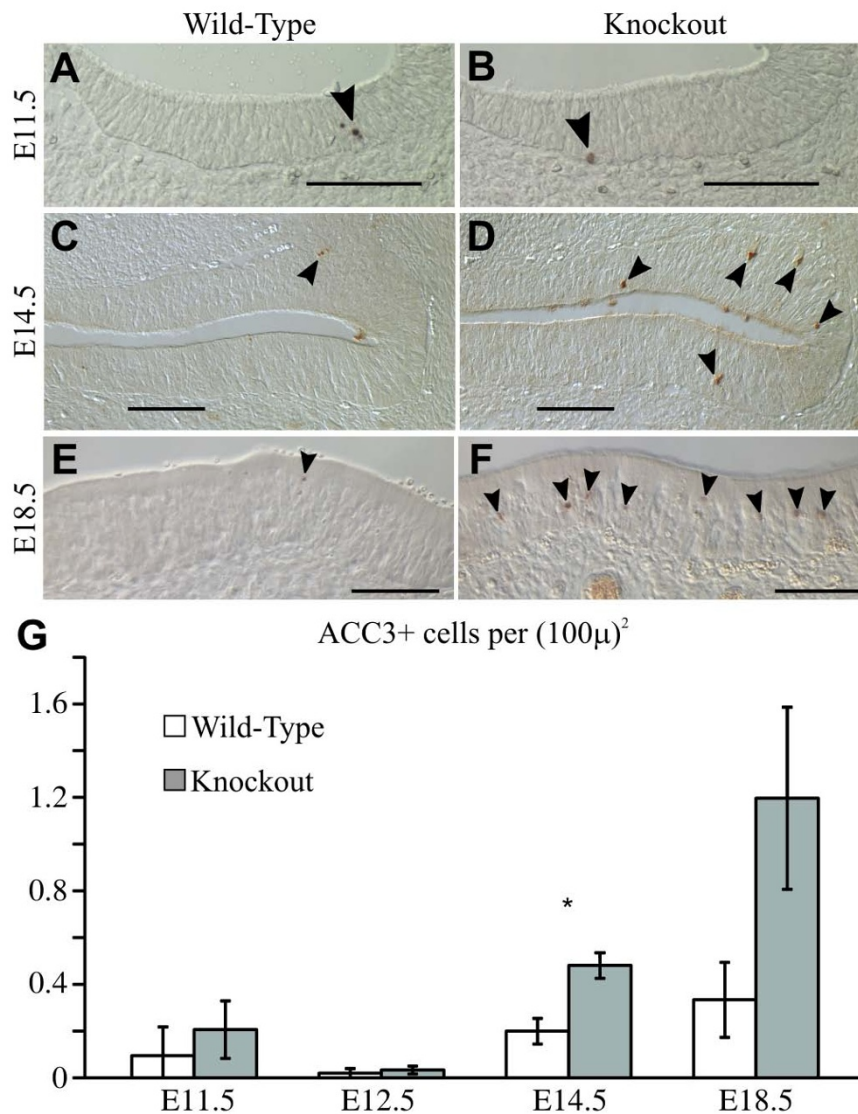 Wild-Type Knockout
E11.5
A B
E14.5
C D
E18.5
E F
G ACC3+ cells per (100μ)²
1.6
1.2
0.8
0.4
0
Wild-Type
Knockout
*
E11.5 E12.5 E14.5 E18.5